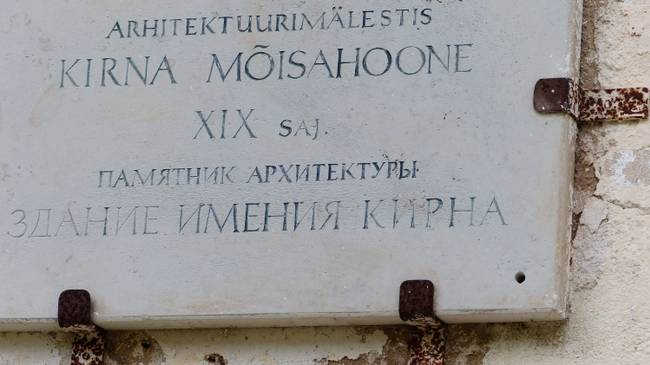 ARHITEKTUURIMÄLESTIS
KIRNA MÕISAHOONE
XIX SAJ.
ПАМЯТНИК АРХИТЕКТУРЫ
ЗДАНИЕ ИМЕНИЯ КИРНА